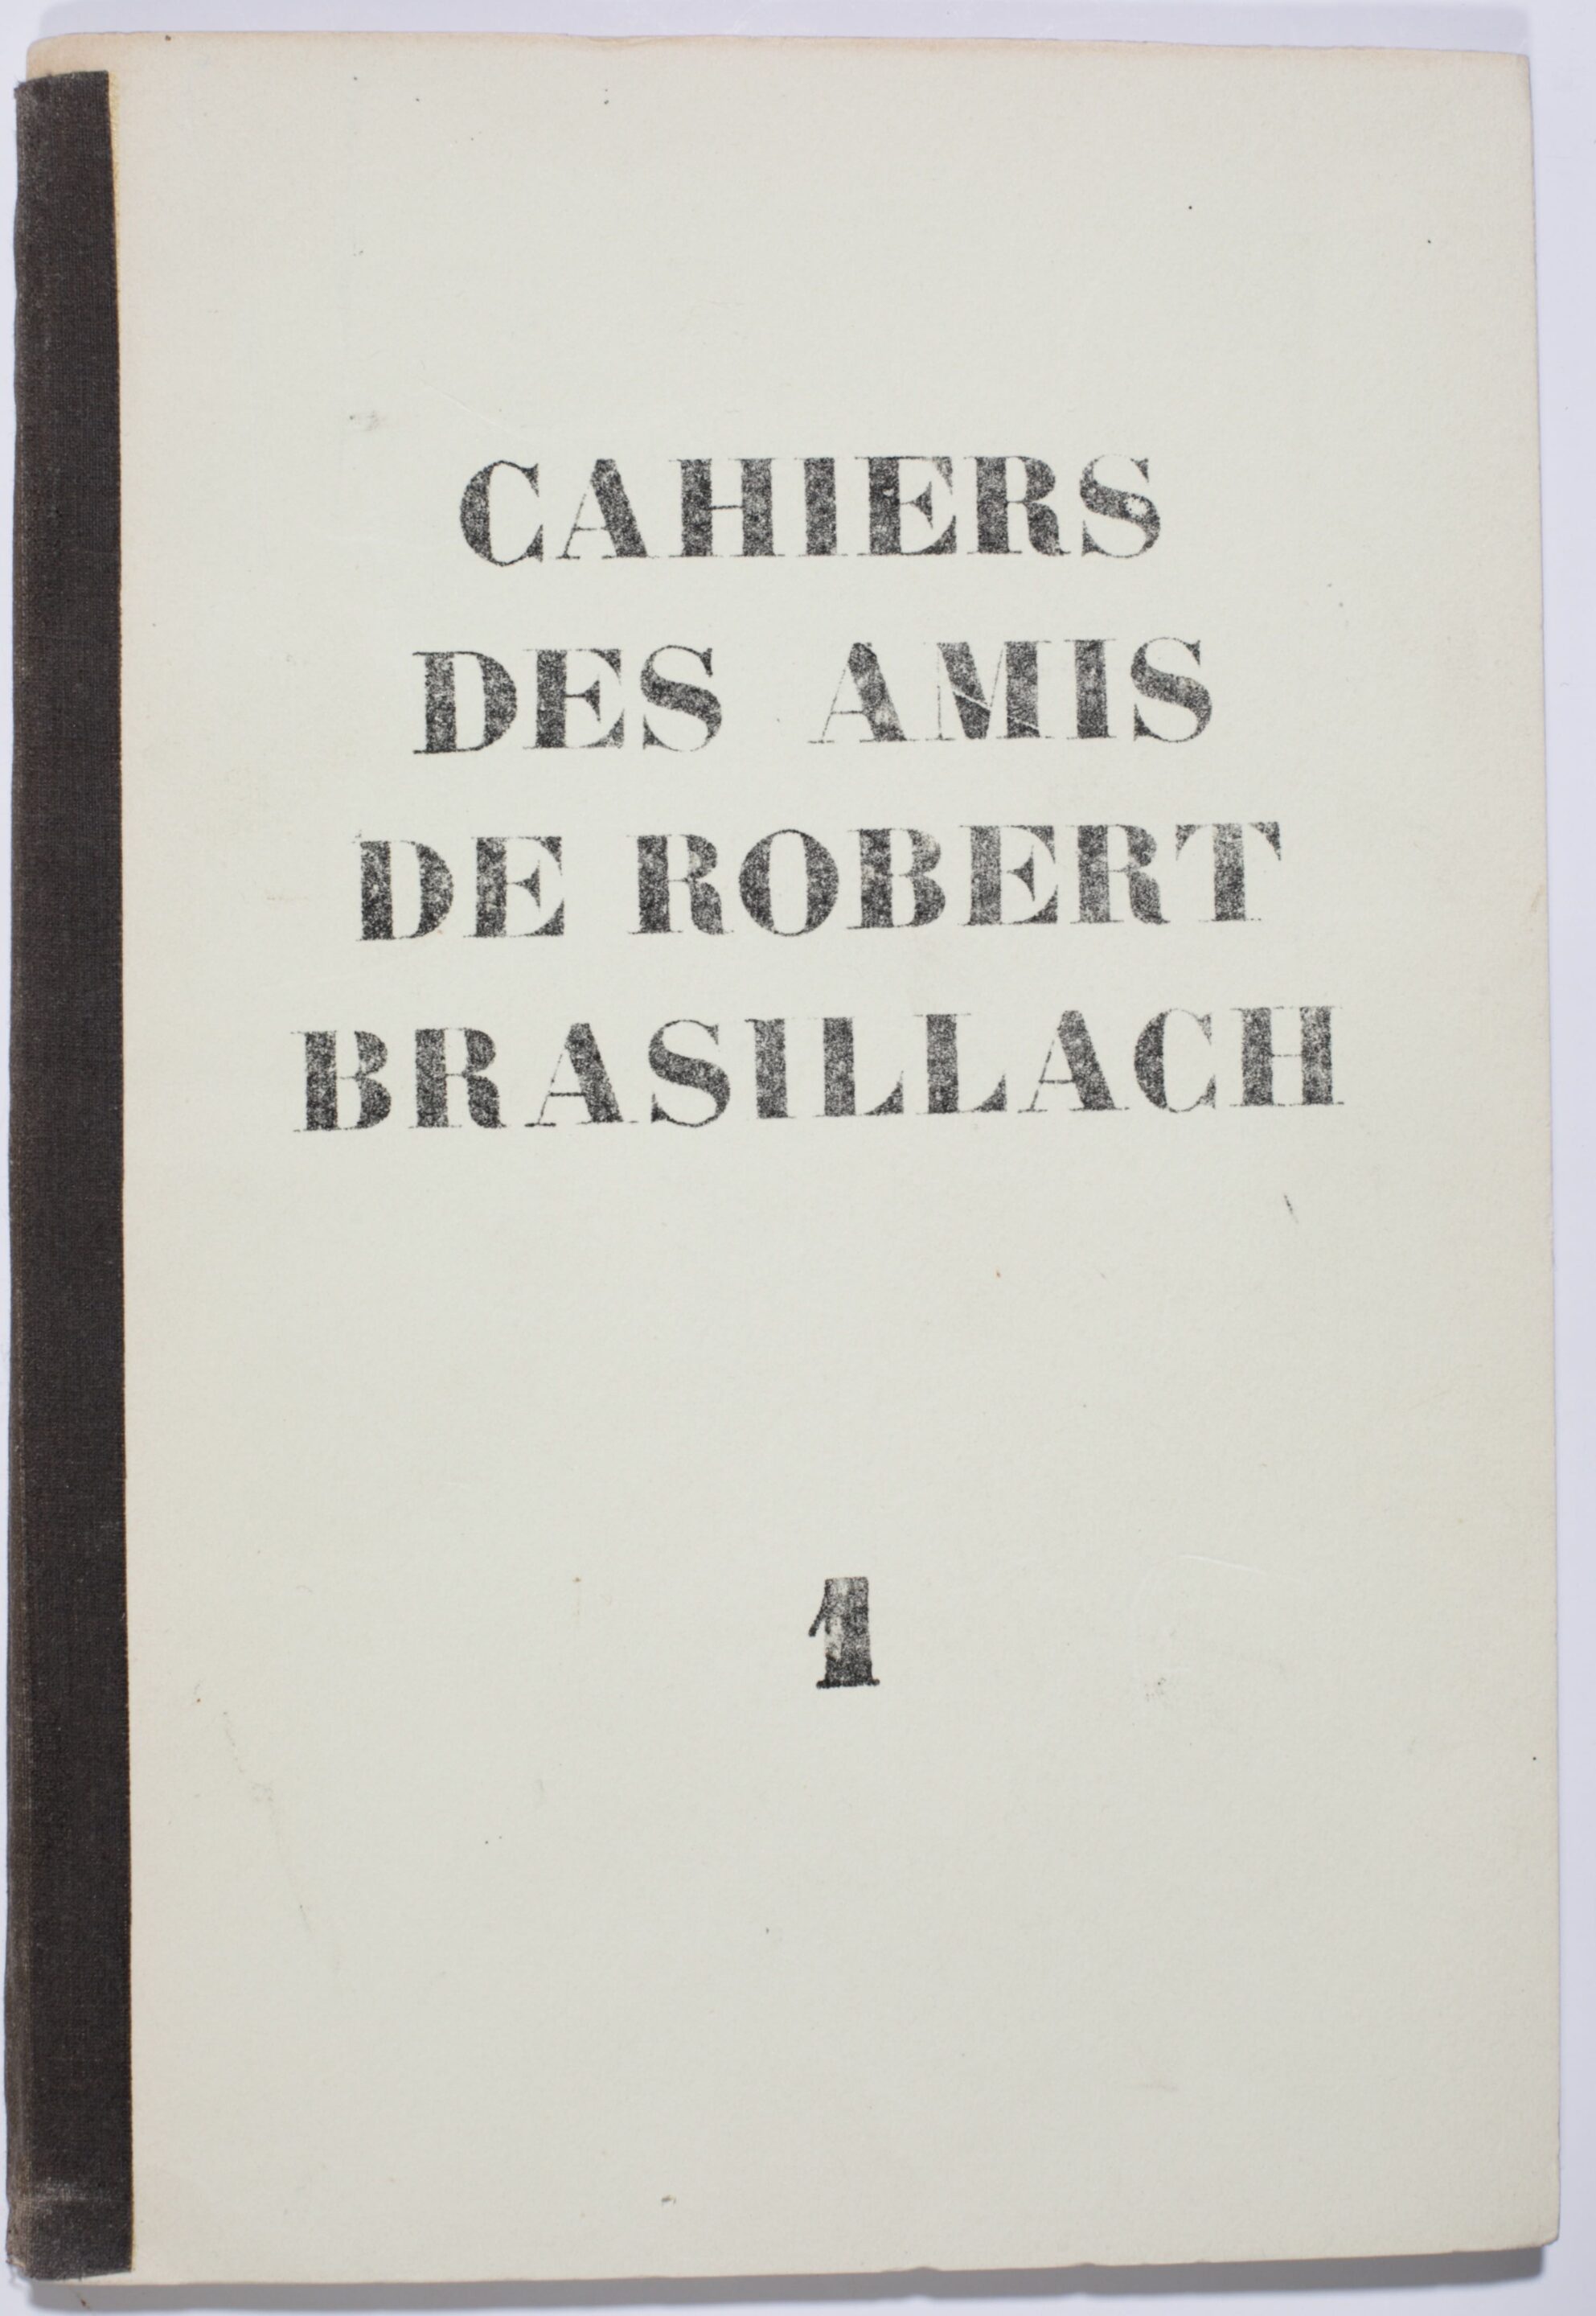 CAHIERS
DES AMIS
DE ROBERT
BRASILLACH
1